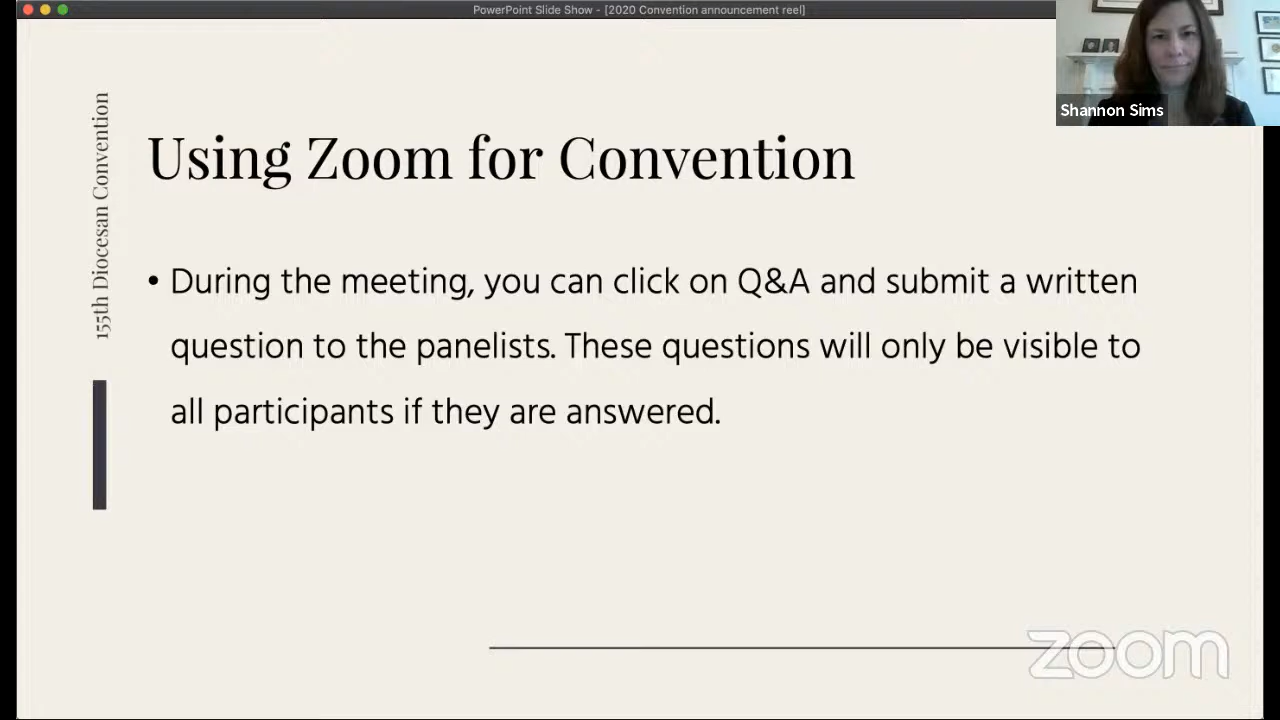 PowerPoint Slide Show - [2020 Convention announcement reel]
Shannon Sims
155th Diocesan Convention
Using Zoom for Convention
• During the meeting, you can click on Q&A and submit a written
question to the panelists. These questions will only be visible to
all participants if they are answered.
zoom